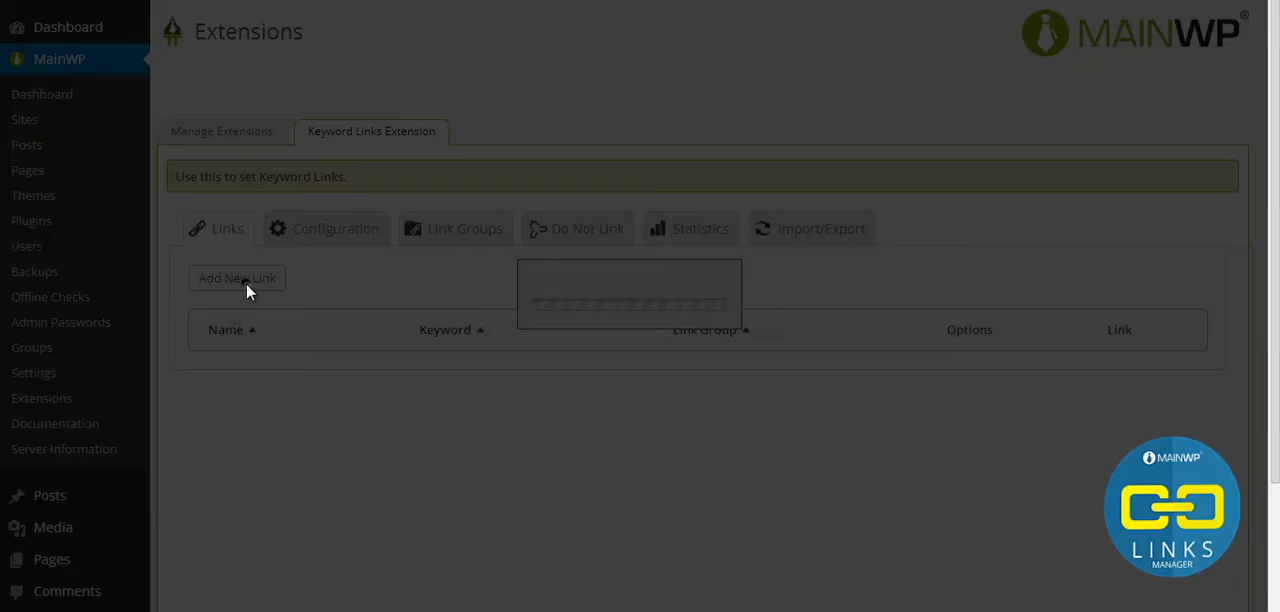 Dashboard
MainWP
Dashboard
Sites
Posts
Pages
Themes
Plugins
Users
Backups
Offline Checks
Admin Passwords
Groups
Settings
Extensions
Documentation
Server Information
Posts
Media
Pages
Comments
Extensions
MAINWP®
Manage Extensions
Keyword Links Extension
Use this to set Keyword Links.
Links
Configuration
Link Groups
Do Not Link
Statistics
Import/Export
Add New Link
Name
Keyword
Link Group
Options
Link
MAINWP
LINKS
MANAGER